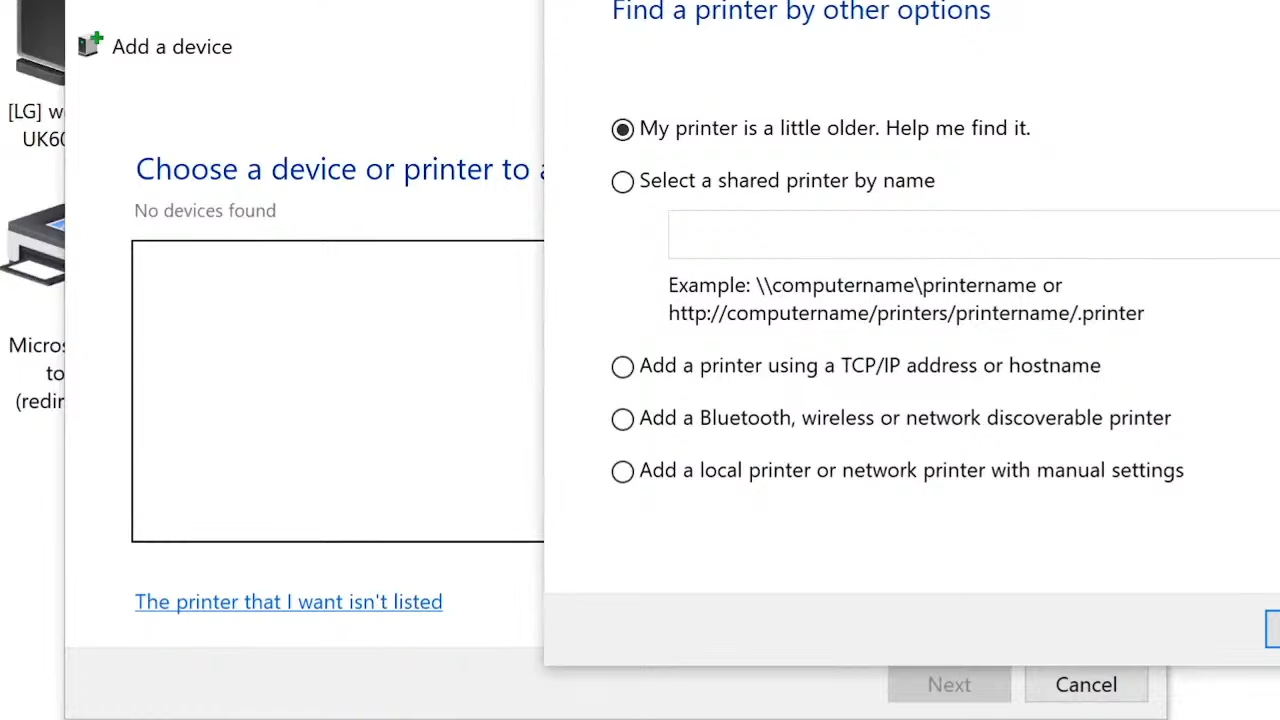 Find a printer by other options
Add a device
[LG] w
UK60
My printer is a little older. Help me find it.
Choose a device or printer to a
Select a shared printer by name
No devices found
Example: \\computername\printername or
http://computername/printers/printername/.printer
Micros
to
(redir
Add a printer using a TCP/IP address or hostname
Add a Bluetooth, wireless or network discoverable printer
Add a local printer or network printer with manual settings
The printer that I want isn't listed
Next
Cancel